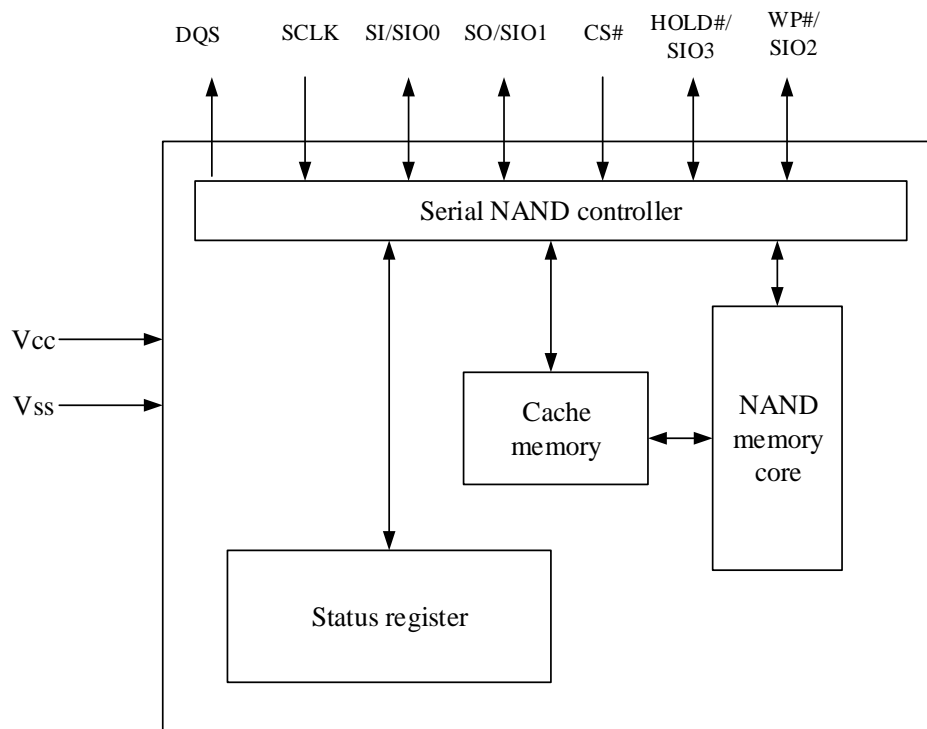 DQS
SCLK
SI/SIO0
SO/SIO1
CS#
HOLD#/
SIO3
WP#/
SIO2
Serial NAND controller
Vcc
Vss
Cache
memory
NAND
memory
core
Status register